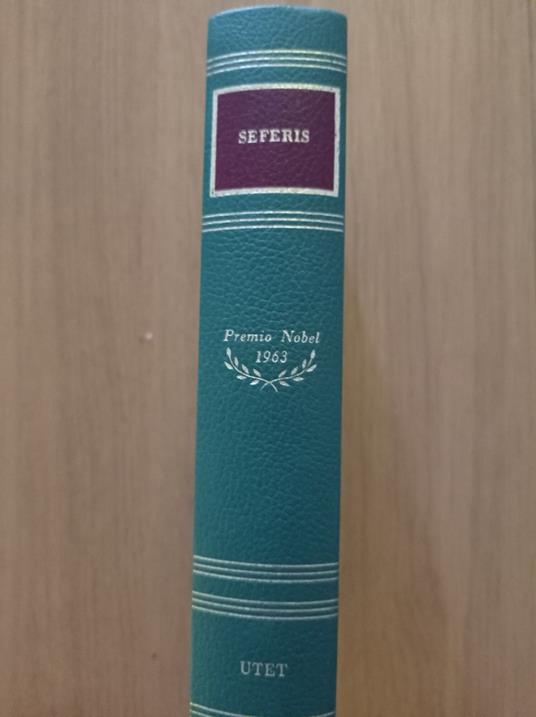 SEFERIS
Premio Nobel
1963
UTET